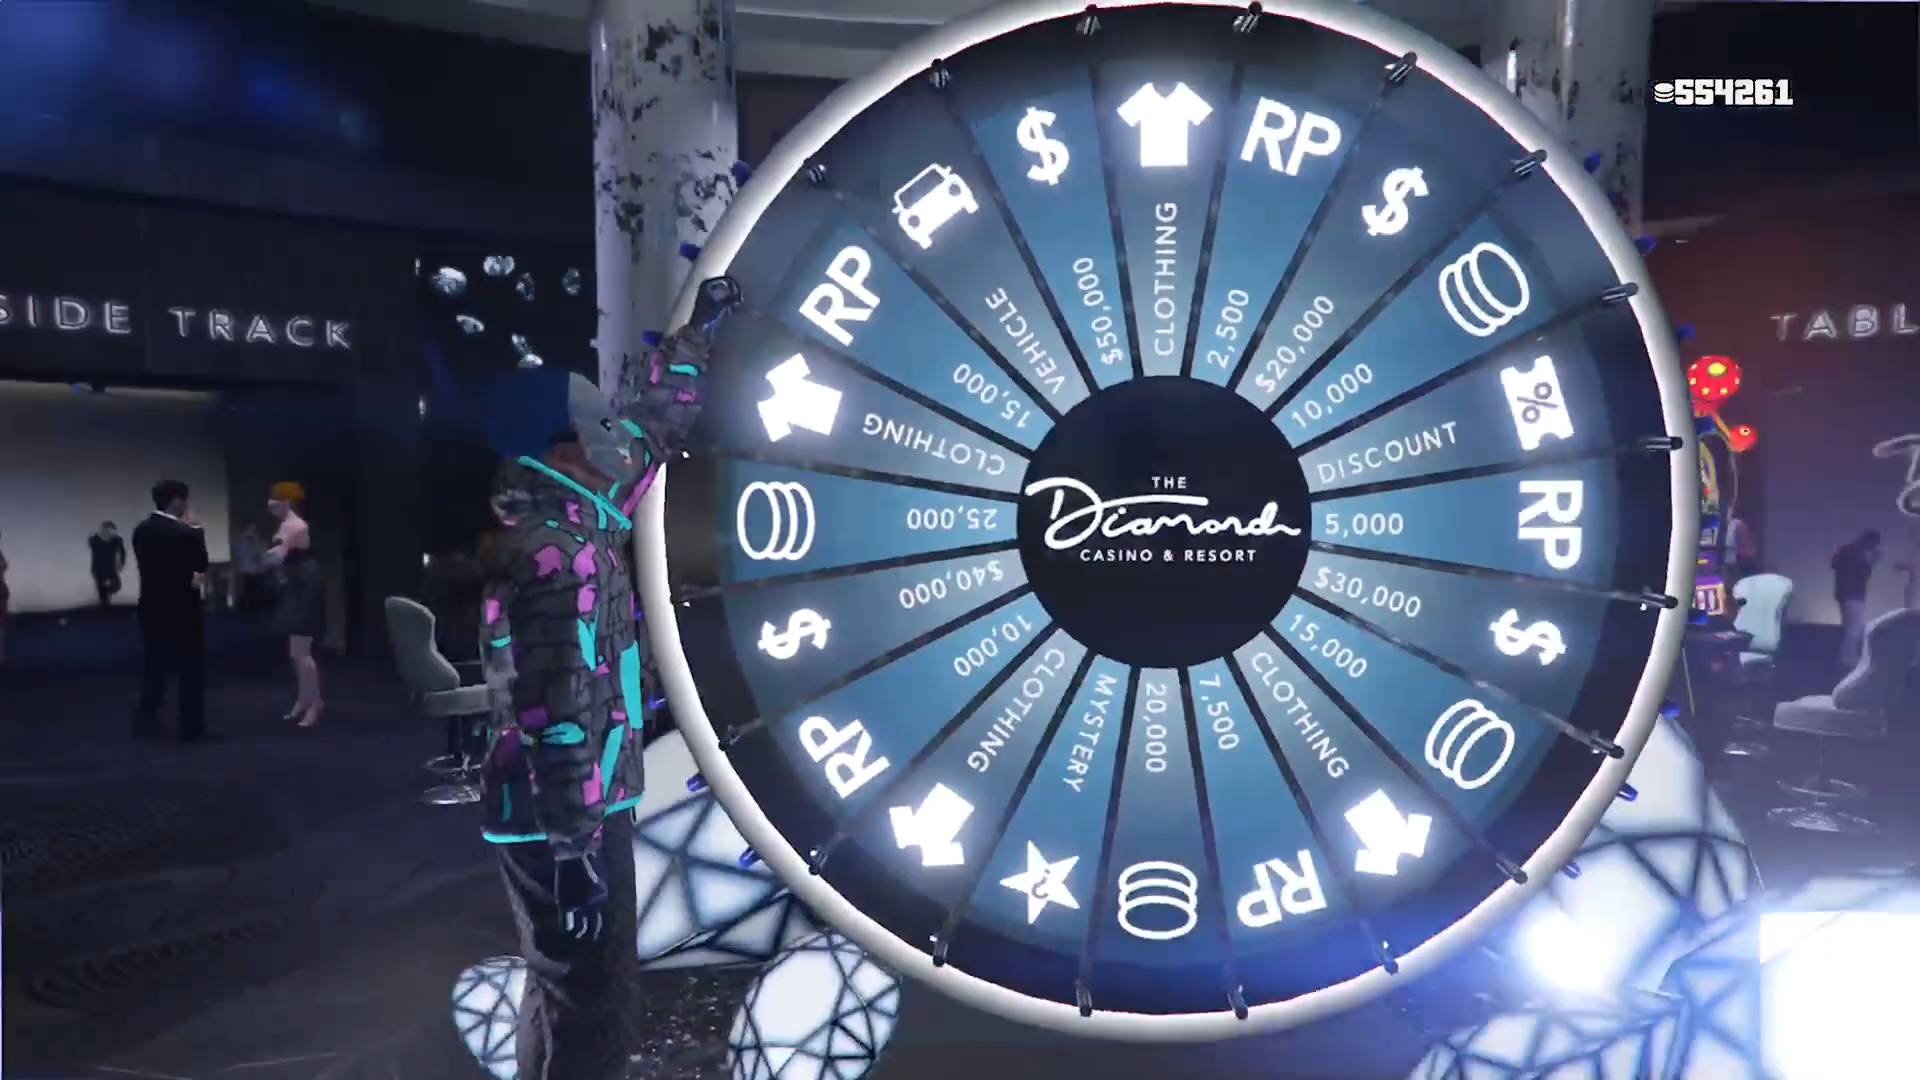 554261
SIDE TRACK
TABL
CLOTHING
RP
2,500
$
$20,000
10,000
%
DISCOUNT
RP
5,000
$
$30,000
15,000
CLOTHING
RP
7,500
20,000
?
MYSTERY
CLOTHING
RP
10,000
$
$40,000
25,000
CLOTHING
RP
15,000
VEHICLE
$
$50,000
THE
Diamond
CASINO & RESORT